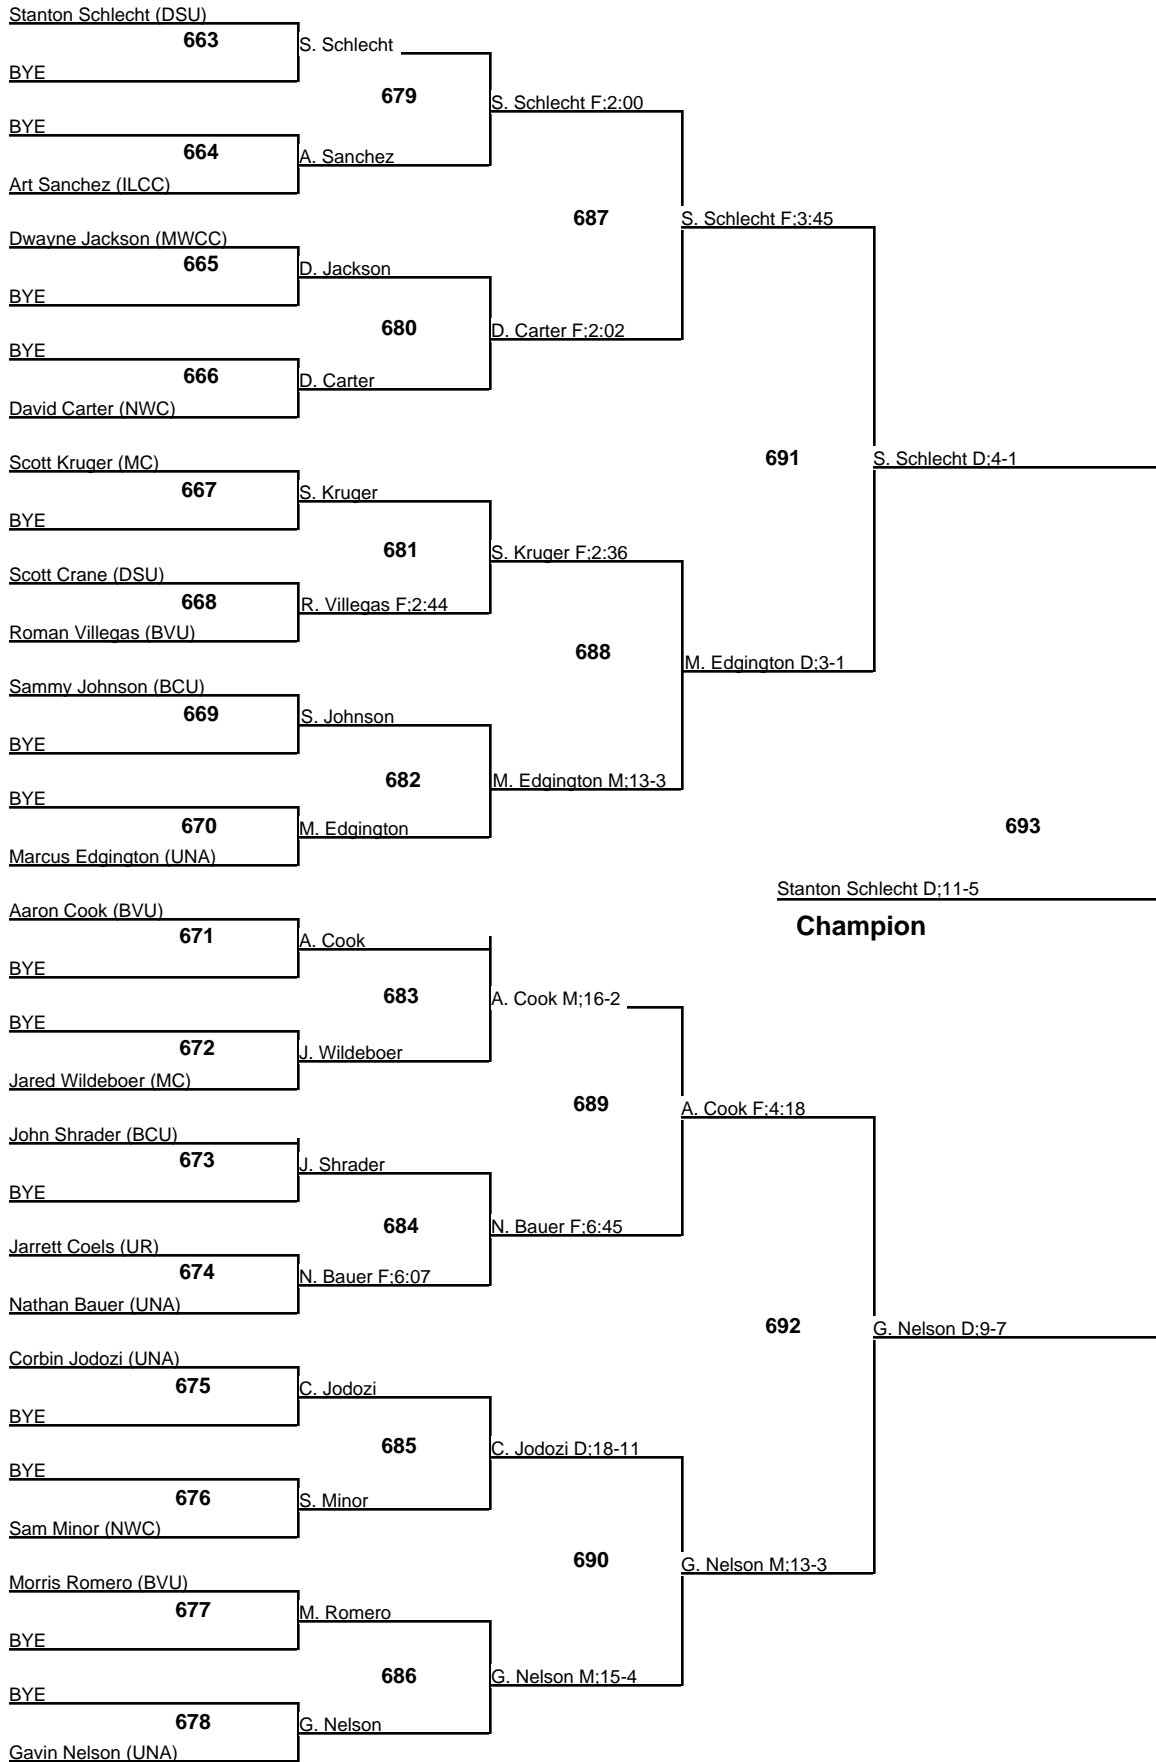 Stanton Schlecht (DSU)
663
S. Schlecht
BYE
679
S. Schlecht F;2:00
BYE
664
A. Sanchez
Art Sanchez (ILCC)
687
S. Schlecht F;3:45
Dwayne Jackson (MWCC)
665
D. Jackson
BYE
680
D. Carter F;2:02
BYE
666
D. Carter
David Carter (NWC)
691
S. Schlecht D;4-1
Scott Kruger (MC)
667
S. Kruger
BYE
681
S. Kruger F;2:36
Scott Crane (DSU)
668
R. Villegas F;2:44
Roman Villegas (BVU)
688
M. Edgington D;3-1
Sammy Johnson (BCU)
669
S. Johnson
BYE
682
M. Edgington M;13-3
BYE
670
M. Edgington
Marcus Edgington (UNA)
693
Stanton Schlecht D;11-5
Champion
Aaron Cook (BVU)
671
A. Cook
BYE
683
A. Cook M;16-2
BYE
672
J. Wildeboer
Jared Wildeboer (MC)
689
A. Cook F;4:18
John Shrader (BCU)
673
J. Shrader
BYE
684
N. Bauer F;6:45
Jarrett Coels (UR)
674
N. Bauer F;6:07
Nathan Bauer (UNA)
692
G. Nelson D;9-7
Corbin Jodozi (UNA)
675
C. Jodozi
BYE
685
C. Jodozi D;18-11
BYE
676
S. Minor
Sam Minor (NWC)
690
G. Nelson M;13-3
Morris Romero (BVU)
677
M. Romero
BYE
686
G. Nelson M;15-4
BYE
678
G. Nelson
Gavin Nelson (UNA)